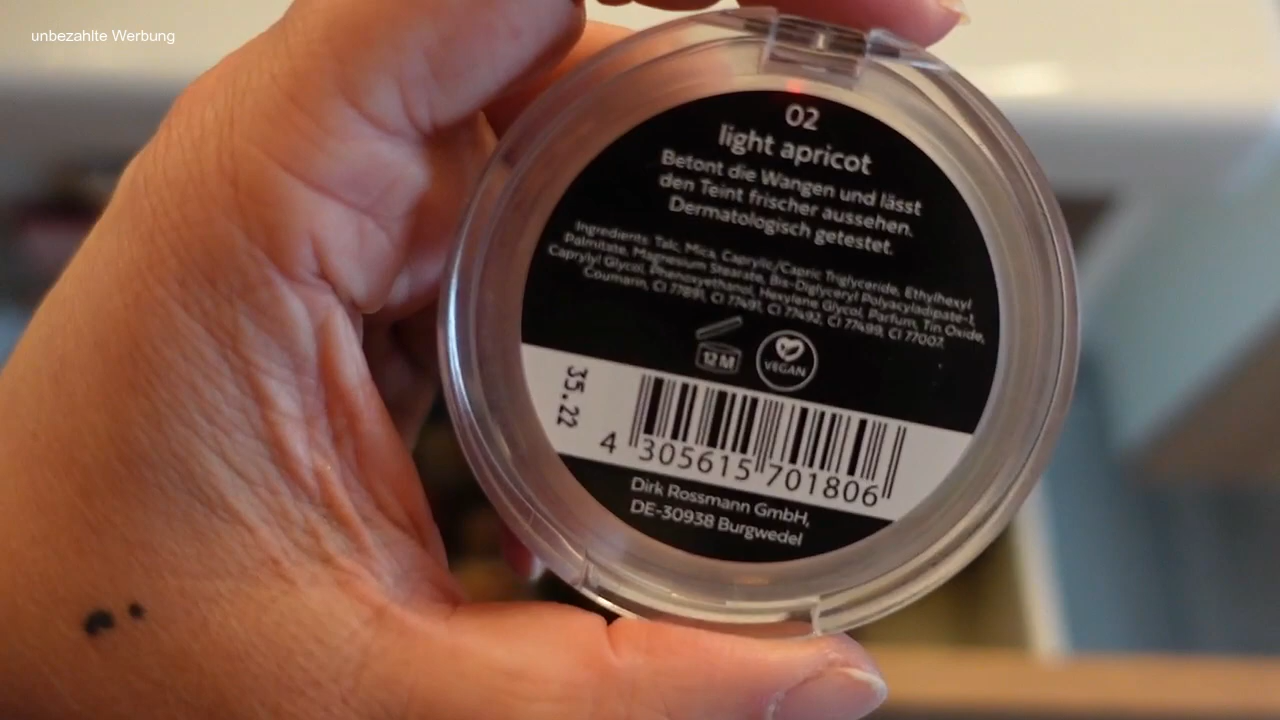 unbezahlte Werbung
02
light apricot
Betont die Wangen und lässt
den Teint frischer aussehen.
Dermatologisch getestet.
Ingredients: Talc, Mica, Caprylic/Capric Triglyceride, Ethylhexyl
Palmitate, Magnesium Stearate, Bis-Diglyceryl Polyacyladipate-1,
Caprylyl Glycol, Phenoxyethanol, Hexylene Glycol, Parfum, Tin Oxide,
Coumarin, CI 77891, CI 77491, CI 77492, CI 77499, CI 77007.
12 M
VEGAN
35.22
4 305615 701806
Dirk Rossmann GmbH,
DE-30938 Burgwedel